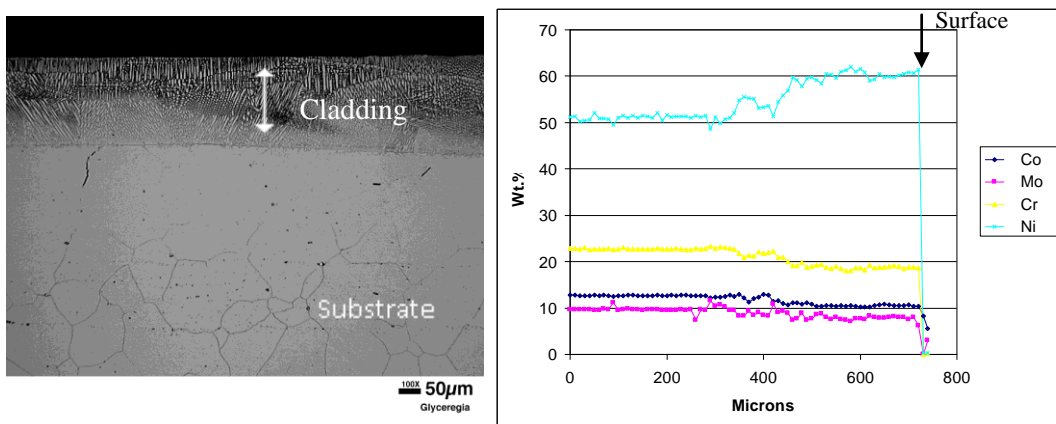 Cladding
Substrate
100X 50µm
Glyceregia
Surface
70
60
50
40
30
20
10
0
Wt.%
0 200 400 600 800
Microns
Co
Mo
Cr
Ni